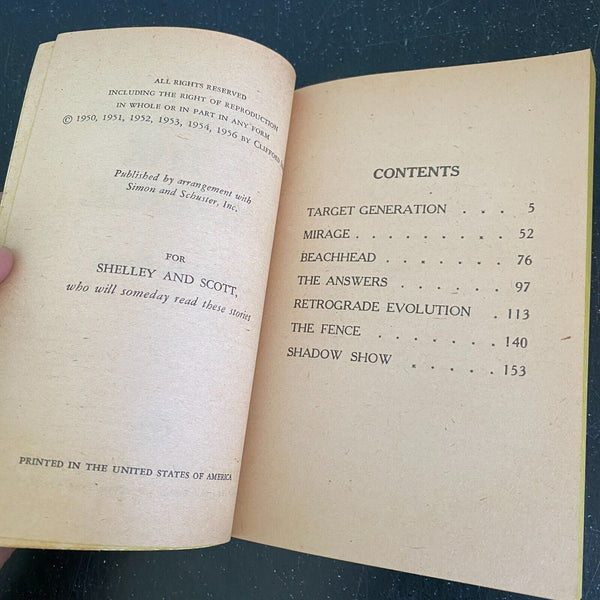 ALL RIGHTS RESERVED
INCLUDING THE RIGHT OF REPRODUCTION
IN WHOLE OR IN PART IN ANY FORM
© 1950, 1951, 1952, 1953, 1954, 1956 BY CLIFFORD
Published by arrangement with
Simon and Schuster, Inc.
FOR
SHELLEY AND SCOTT,
who will someday read these stories
PRINTED IN THE UNITED STATES OF AMERICA
CONTENTS
TARGET GENERATION . . . 5
MIRAGE . . . . . . . . 52
BEACHHEAD . . . . . . . 76
THE ANSWERS . . . . . . 97
RETROGRADE EVOLUTION . 113
THE FENCE . . . . . . . 140
SHADOW SHOW . . . . . 153